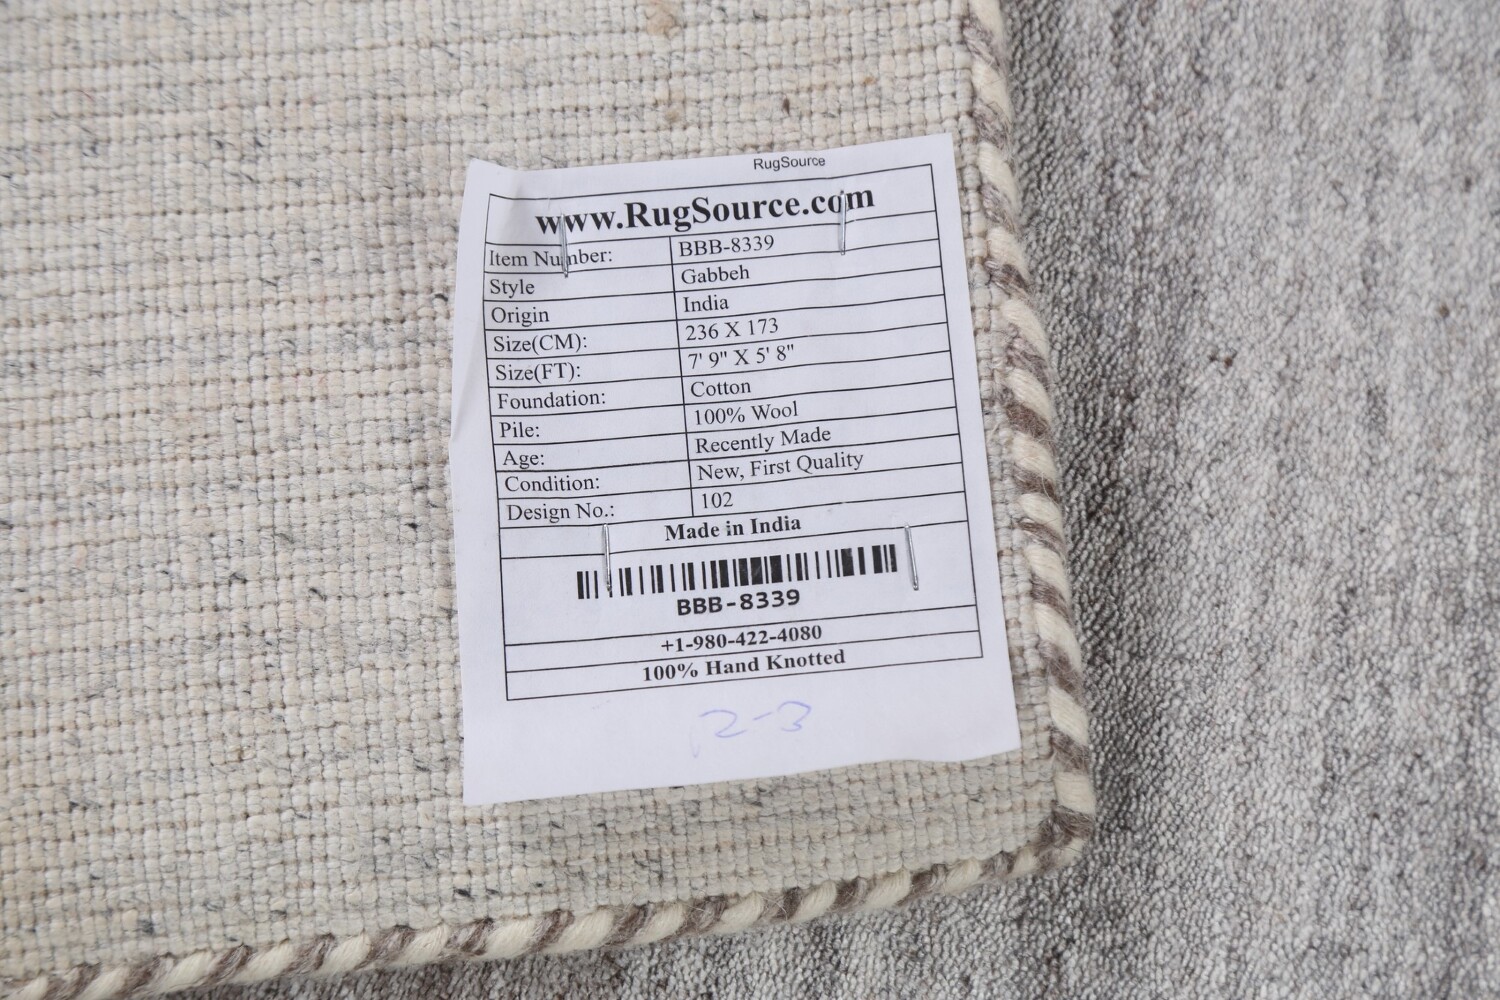 RugSource
www.RugSource.com
Item Number: BBB-8339
Style Gabbeh
Origin India
Size(CM): 236 X 173
Size(FT): 7' 9" X 5' 8"
Foundation: Cotton
Pile: 100% Wool
Age: Recently Made
Condition: New, First Quality
Design No.: 102
Made in India
BBB-8339
+1-980-422-4080
100% Hand Knotted